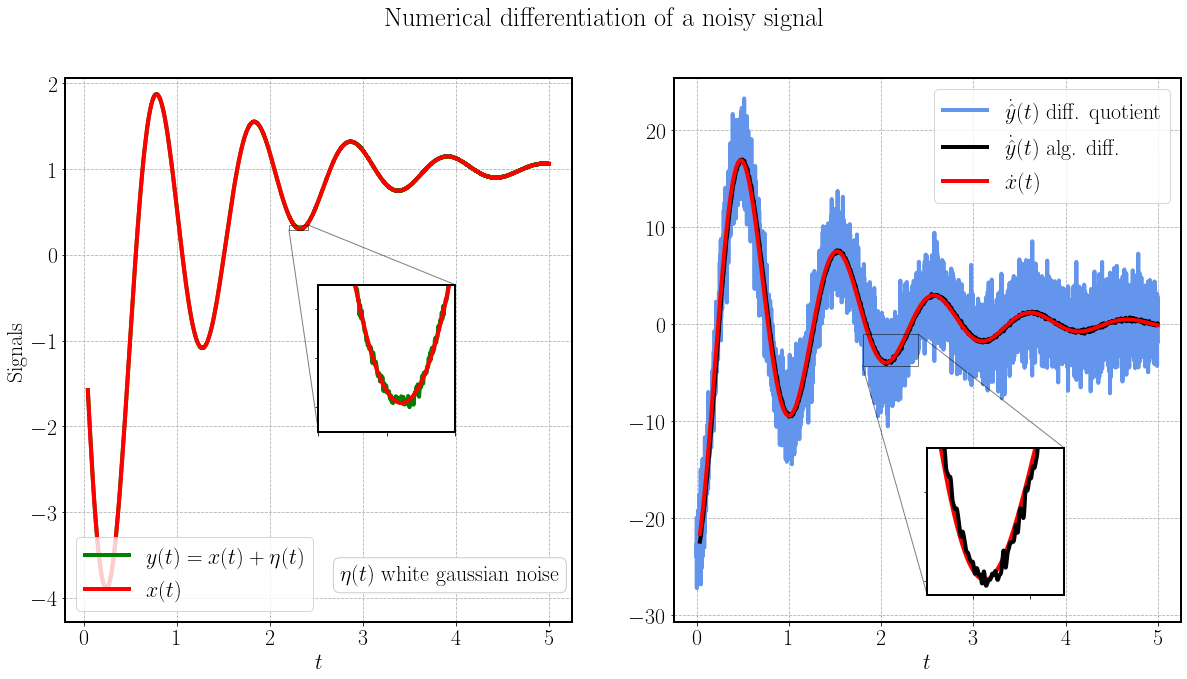 Numerical differentiation of a noisy signal
2
1
0
−1
−2
−3
−4
Signals
y(t) = x(t) + η(t)
x(t)
η(t) white gaussian noise
0 1 2 3 4 5
t
20
10
0
−10
−20
−30
ŷ̇(t) diff. quotient
ŷ̇(t) alg. diff.
ẋ(t)
0 1 2 3 4 5
t